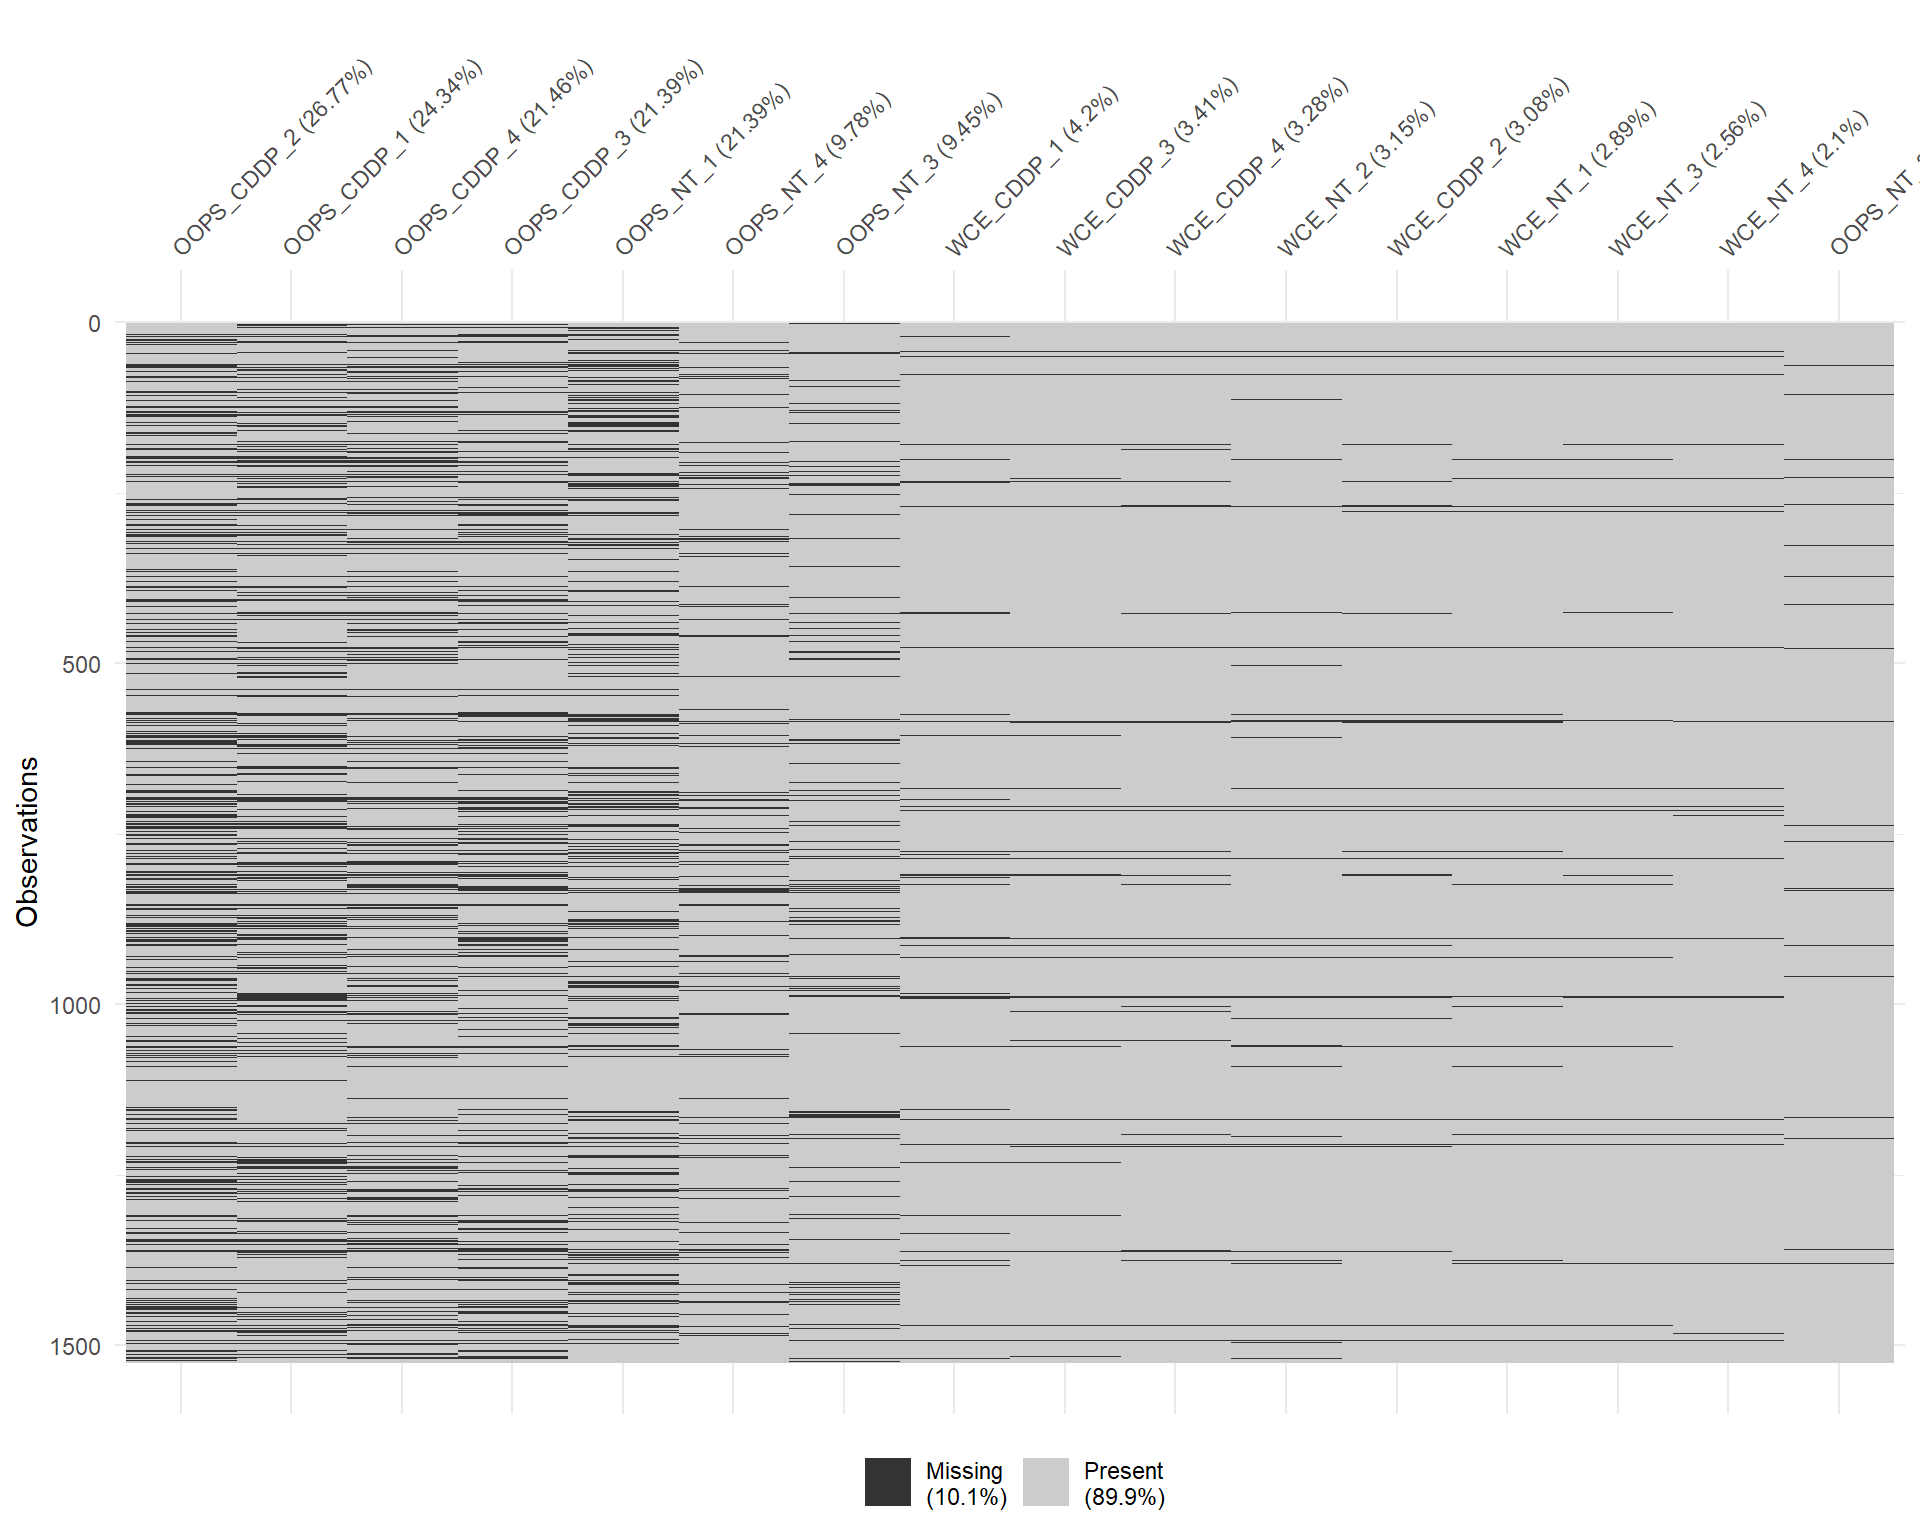 OOPS_CDDP_2 (26.77%)
OOPS_CDDP_1 (24.34%)
OOPS_CDDP_4 (21.46%)
OOPS_CDDP_3 (21.39%)
OOPS_NT_1 (21.39%)
OOPS_NT_4 (9.78%)
OOPS_NT_3 (9.45%)
WCE_CDDP_1 (4.2%)
WCE_CDDP_3 (3.41%)
WCE_CDDP_4 (3.28%)
WCE_NT_2 (3.15%)
WCE_CDDP_2 (3.08%)
WCE_NT_1 (2.89%)
WCE_NT_3 (2.56%)
WCE_NT_4 (2.1%)
OOPS_NT_
0
500
1000
1500
Observations
Missing
(10.1%)
Present
(89.9%)